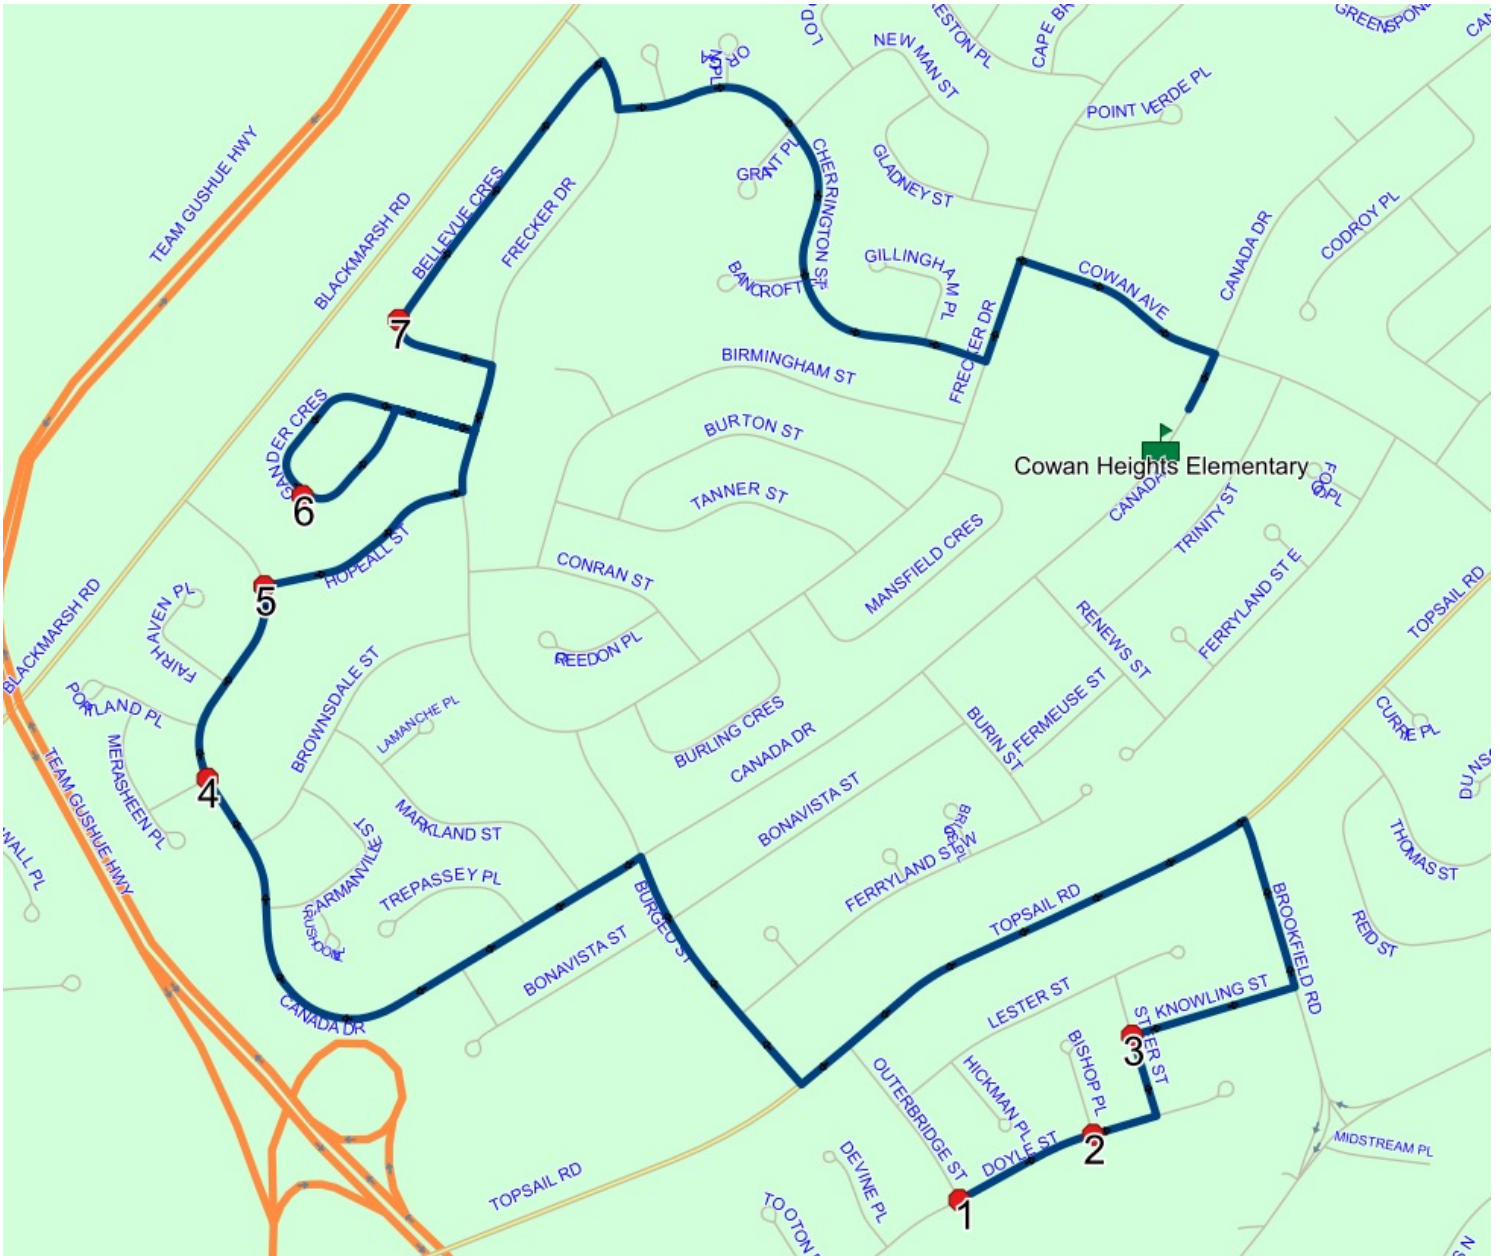 GREENSPOND
NEWMAN ST
POINT VERDE PL
TEAM GUSHUE HWY
GRANT PL
CHERRINGTON ST
GLADNEY ST
BLACKMARSH RD
BELLEVUE CRES
FRECKER DR
CANADA DR
CODROY PL
BANCROFT
GILLINGHAM PL
COWAN AVE
FRECKER DR
7
BIRMINGHAM ST
GANDER CRES
BURTON ST
Cowan Heights Elementary
6
TANNER ST
CANADA
TRINITY ST
FOGO PL
HOPEALL ST
MANSFIELD CRES
CONRAN ST
5
BLACKMARSH RD
FAIRHAVEN PL
REEDON PL
RENEWS ST
FERRYLAND ST E
TOPSAIL RD
PORTLAND PL
BROWNSDALE ST
LAMANCHE PL
BURLING CRES
CANADA DR
BURIN ST
FERMEUSE ST
CURRIE PL
MERASHEEN PL
TEAM GUSHUE HWY
4
MARKLAND ST
BONAVISTA ST
THOMAS ST
CARMANVILLE ST
TREPASSEY PL
FERRYLAND ST W
BURGEO ST
BONAVISTA ST
TOPSAIL RD
BROOKFIELD RD
REID ST
CANADA DR
LESTER ST
KNOWLING ST
STEER ST
3
OUTERBRIDGE ST
HICKMAN PL
BISHOP PL
2
DOYLE ST
MIDSTREAM PL
DEVINE PL
TOPSAIL RD
1